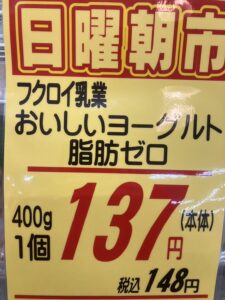 日曜朝市
フクロイ乳業
おいしいヨーグルト
脂肪ゼロ
400g
1個
137円
(本体)
税込148円